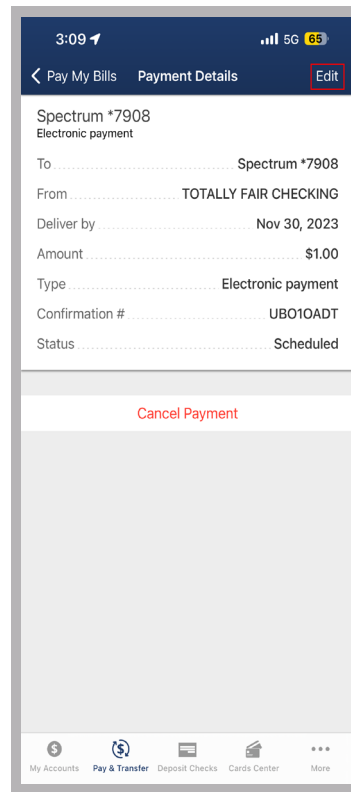 3:09 5G 65
Pay My Bills Payment Details Edit
Spectrum *7908
Electronic payment
To Spectrum *7908
From TOTALLY FAIR CHECKING
Deliver by Nov 30, 2023
Amount $1.00
Type Electronic payment
Confirmation # UBO1OADT
Status Scheduled
Cancel Payment
My Accounts Pay & Transfer Deposit Checks Cards Center More